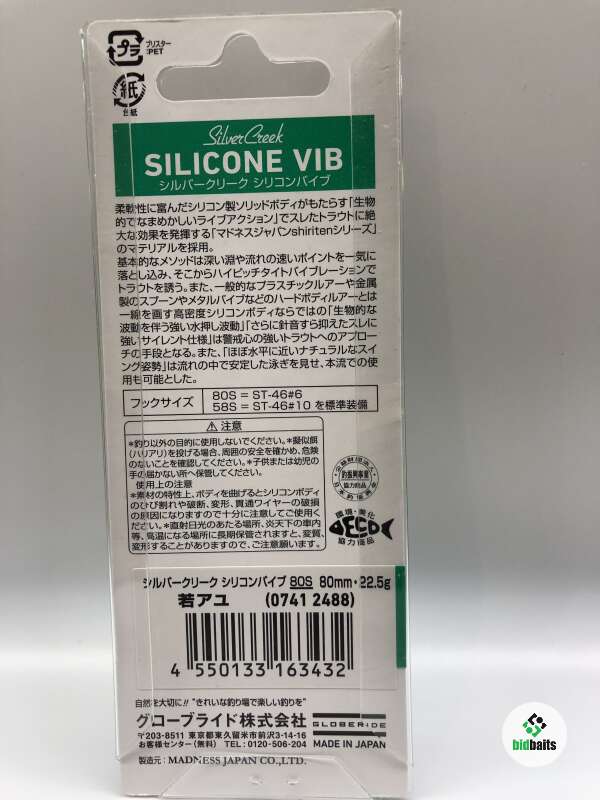 プラ
ブリスター
:PET
紙
台紙
SilverCreek
SILICONE VIB
シルバークリーク シリコンバイブ
柔軟性に富んだシリコン製ソリッドボディがもたらす「生物
的でなまめかしいライブアクション」でスレたトラウトに絶
大な効果を発揮する「マドネスジャパンshiritenシリーズ」
のマテリアルを採用。
基本的なメソッドは深い淵や流れの速いポイントを一気に
落とし込み、そこからハイピッチタイトバイブレーションで
トラウトを誘う。また、一般的なプラスチックルアーや金属
製のスプーンやメタルバイブなどのハードボディルアーとは
一線を画す高密度シリコンボディならではの「生物的な
波動を伴う強い水押し波動」「さらに針音すら抑えたスレに
強いサイレント仕様」は警戒心の強いトラウトへのアプロー
チの手段となる。また、「ほぼ水平に近いナチュラルなスイ
ング姿勢」は流れの中で安定した泳ぎを見せ、本流での使
用も可能とした。
フックサイズ
80S = ST-46#6
58S = ST-46#10 を標準装備
⚠ 注意
*釣り以外の目的に使用しないでください。*擬似餌
(ハリアリ)を投げる場合、周囲の安全を確かめ、危険
のないことを確認してください。*子供または幼児の
手の届かない所へ保管してください。
使用上の注意
*素材の特性上、ボディを曲げるとシリコンボディ
のひび割れや破断、変形、貫通ワイヤーの破損
の原因になりますので十分に注意してご使用く
ださい。*直射日光のあたる場所、炎天下の車内
等、高温になる場所に長期保管されますと、変質、
変形することがありますので、ご注意願います。
公益財団法人
釣振興事業
協力商品
日本釣振興会
環境・美化
ECO
協力商品
シルバークリーク シリコンバイブ 80S 80mm・22.5g
若アユ (0741 2488)
4 550133 163432
自然を大切に!! "きれいな釣り場で楽しい釣りを"
グローブライド株式会社
GLOBERIDE
〒203-8511 東京都東久留米市前沢3-14-16
お客様センター(無料) TEL:0120-506-204
MADE IN JAPAN
製造元: MADNESS JAPAN CO.,LTD.
bidbaits